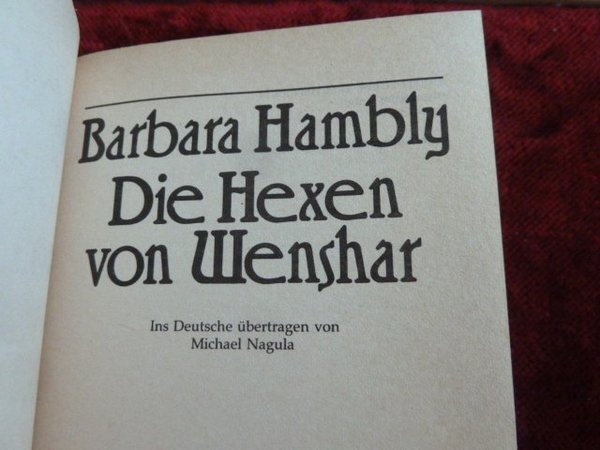 Barbara Hambly
Die Hexen
von Wenshar
Ins Deutsche übertragen von
Michael Nagula